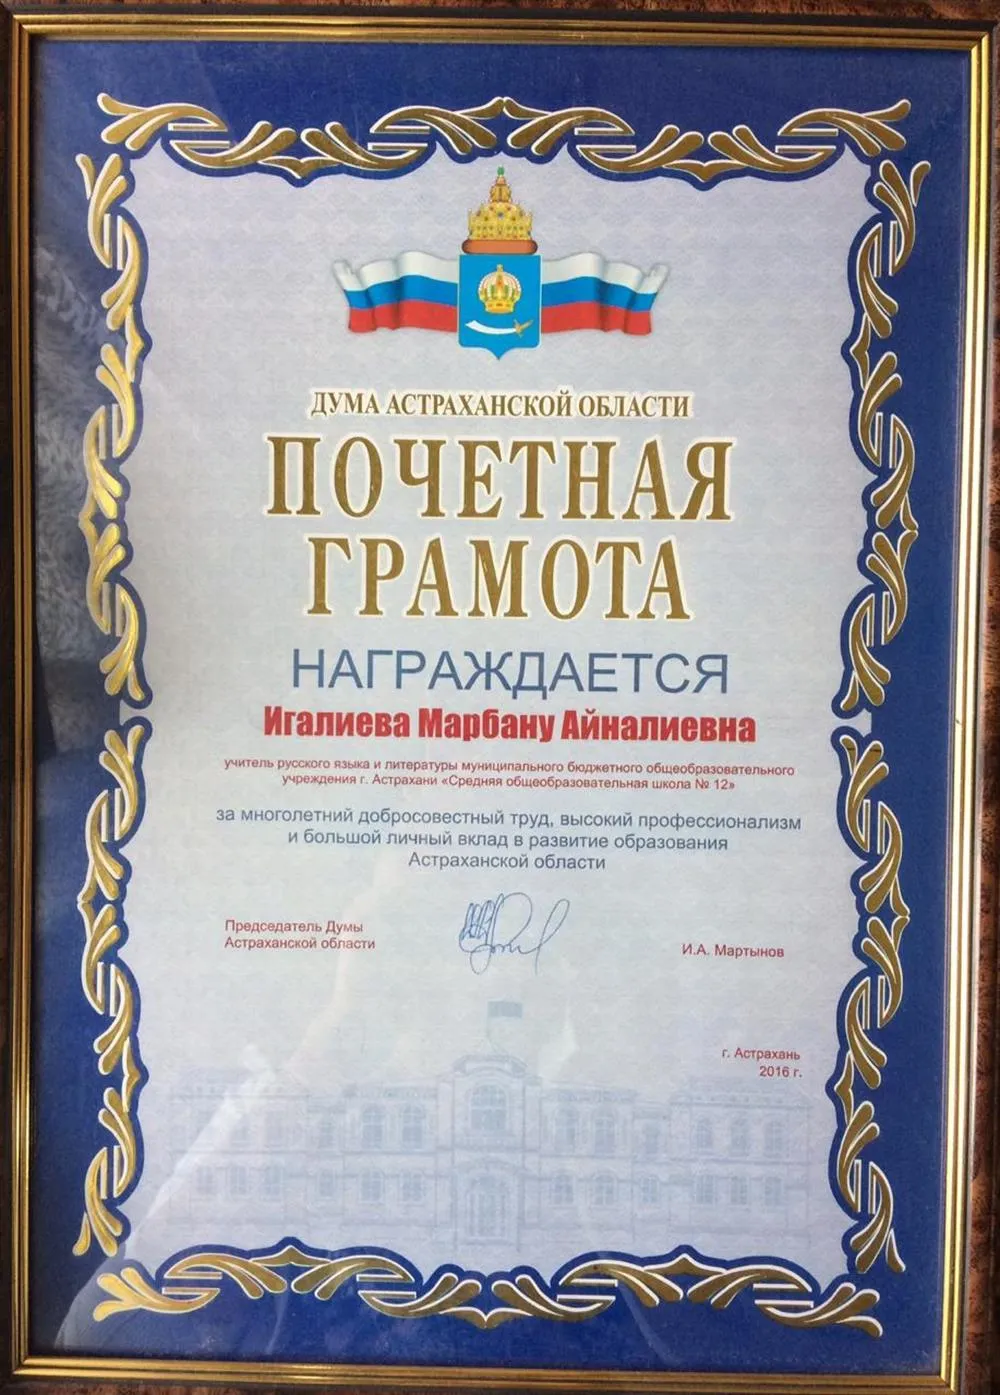 ДУМА АСТРАХАНСКОЙ ОБЛАСТИ
ПОЧЕТНАЯ
ГРАМОТА
НАГРАЖДАЕТСЯ
Игалиева Марбану Айналиевна
учитель русского языка и литературы муниципального бюджетного общеобразовательного
учреждения г. Астрахани «Средняя общеобразовательная школа № 12»
за многолетний добросовестный труд, высокий профессионализм
и большой личный вклад в развитие образования
Астраханской области
Председатель Думы
Астраханской области
И.А. Мартынов
г. Астрахань
2016 г.